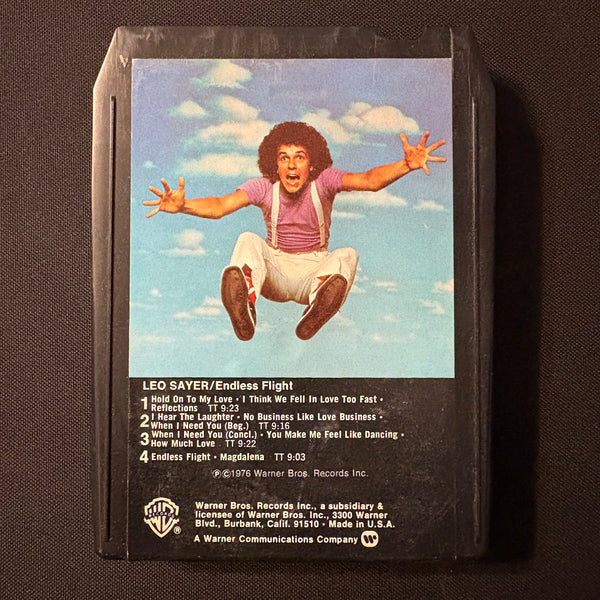 LEO SAYER/Endless Flight
1 Hold On To My Love • I Think We Fell In Love Too Fast •
Reflections TT 9:23
2 I Hear The Laughter • No Business Like Love Business •
When I Need You (Beg.) TT 9:16
3 When I Need You (Concl.) • You Make Me Feel Like Dancing •
How Much Love TT 9:22
4 Endless Flight • Magdalena TT 9:03
℗©1976 Warner Bros. Records Inc.
Warner Bros. Records Inc., a subsidiary &
licensee of Warner Bros. Inc., 3300 Warner
Blvd., Burbank, Calif. 91510 • Made in U.S.A.
A Warner Communications Company
WB
RECORDS
®